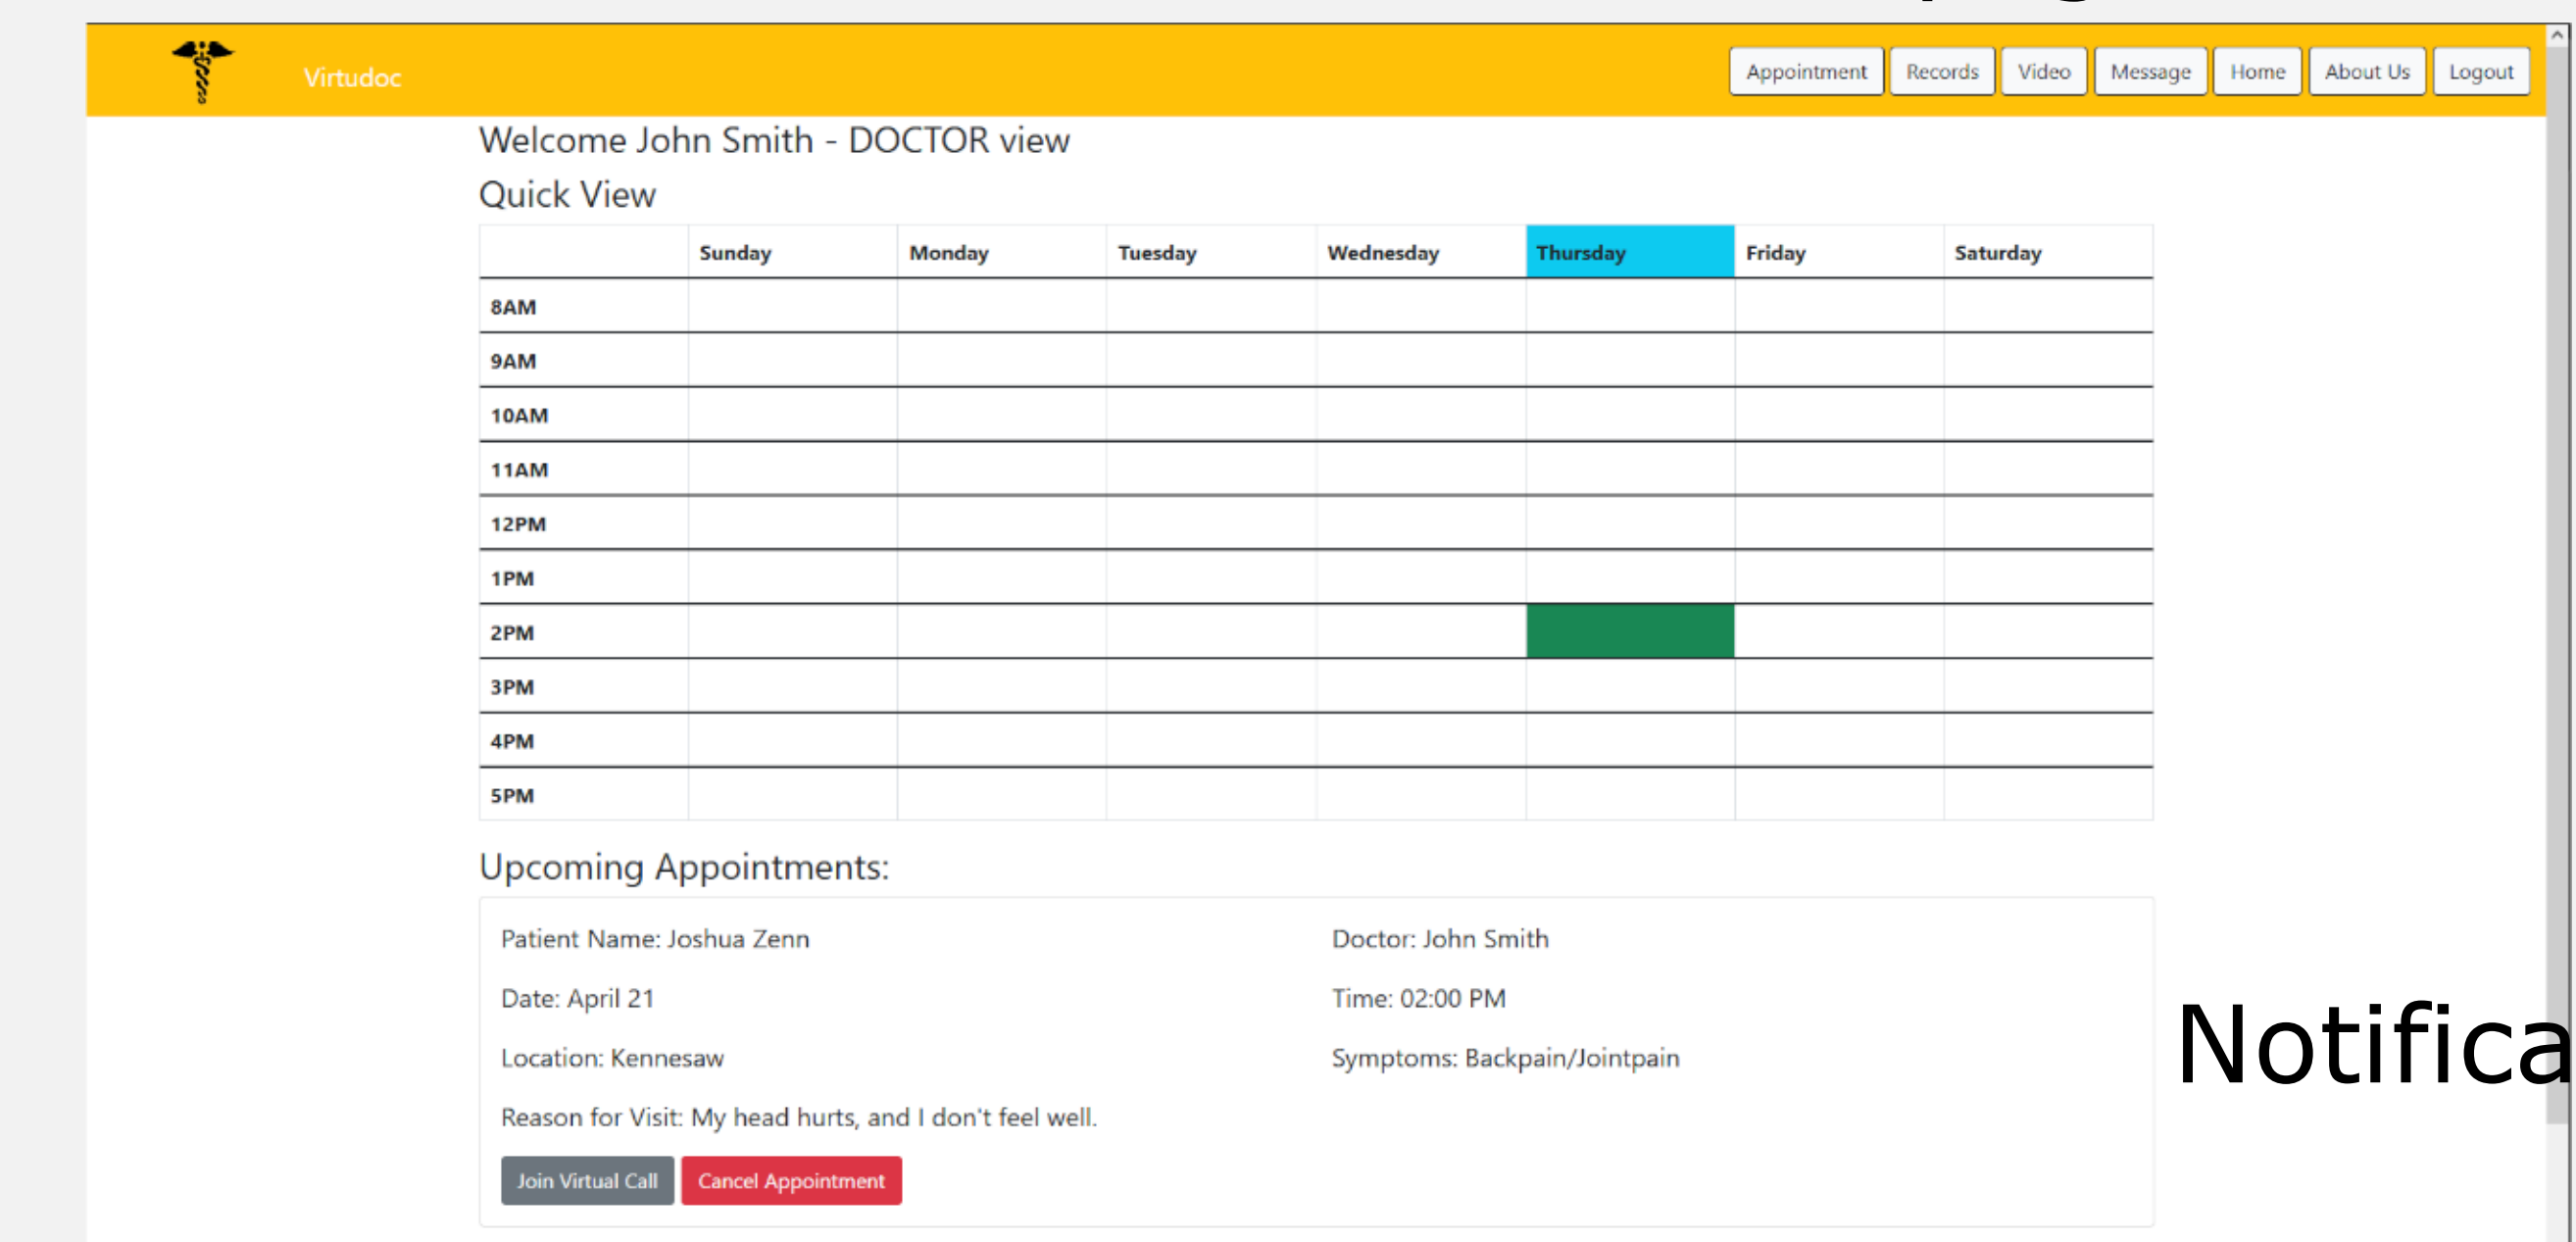 Virtudoc
Appointment Records Video Message Home About Us Logout
Welcome John Smith - DOCTOR view
Quick View
Sunday Monday Tuesday Wednesday Thursday Friday Saturday
8AM
9AM
10AM
11AM
12PM
1PM
2PM
3PM
4PM
5PM
Upcoming Appointments:
Patient Name: Joshua Zenn Doctor: John Smith
Date: April 21 Time: 02:00 PM
Location: Kennesaw Symptoms: Backpain/Jointpain
Notifica
Reason for Visit: My head hurts, and I don't feel well.
Join Virtual Call Cancel Appointment